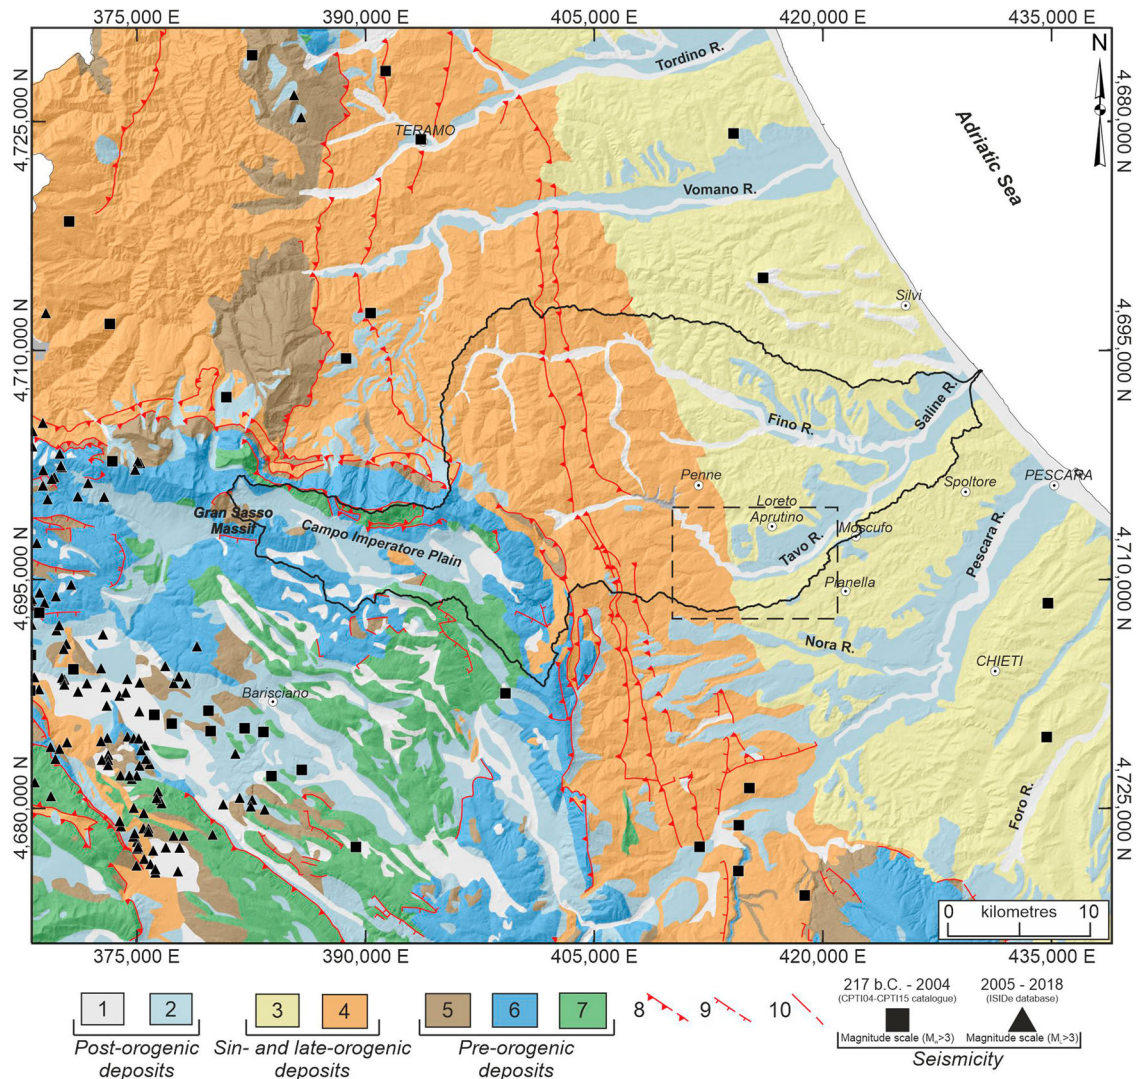 375,000 E
390,000 E
405,000 E
420,000 E
435,000 E
N
4,725,000 N
4,710,000 N
4,695,000 N
4,680,000 N
4,680,000 N
4,695,000 N
4,710,000 N
4,725,000 N
Tordino R.
TERAMO
Vomano R.
Adriatic Sea
Silvi
Fino R.
Saline R.
Penne
Spoltore
PESCARA
Loreto
Aprutino
Moscufo
Tavo R.
Pianella
Pescara R.
Gran Sasso
Massif
Campo Imperatore Plain
Nora R.
CHIETI
Barisciano
Foro R.
0 kilometres 10
375,000 E
390,000 E
405,000 E
420,000 E
435,000 E
1 2
Post-orogenic
deposits
3 4
Sin- and late-orogenic
deposits
5 6 7
Pre-orogenic
deposits
8 9 10
217 b.C. - 2004
(CPTI04-CPTI15 catalogue)
Magnitude scale (Mw>3)
2005 - 2018
(ISIDe database)
Magnitude scale (ML>3)
Seismicity